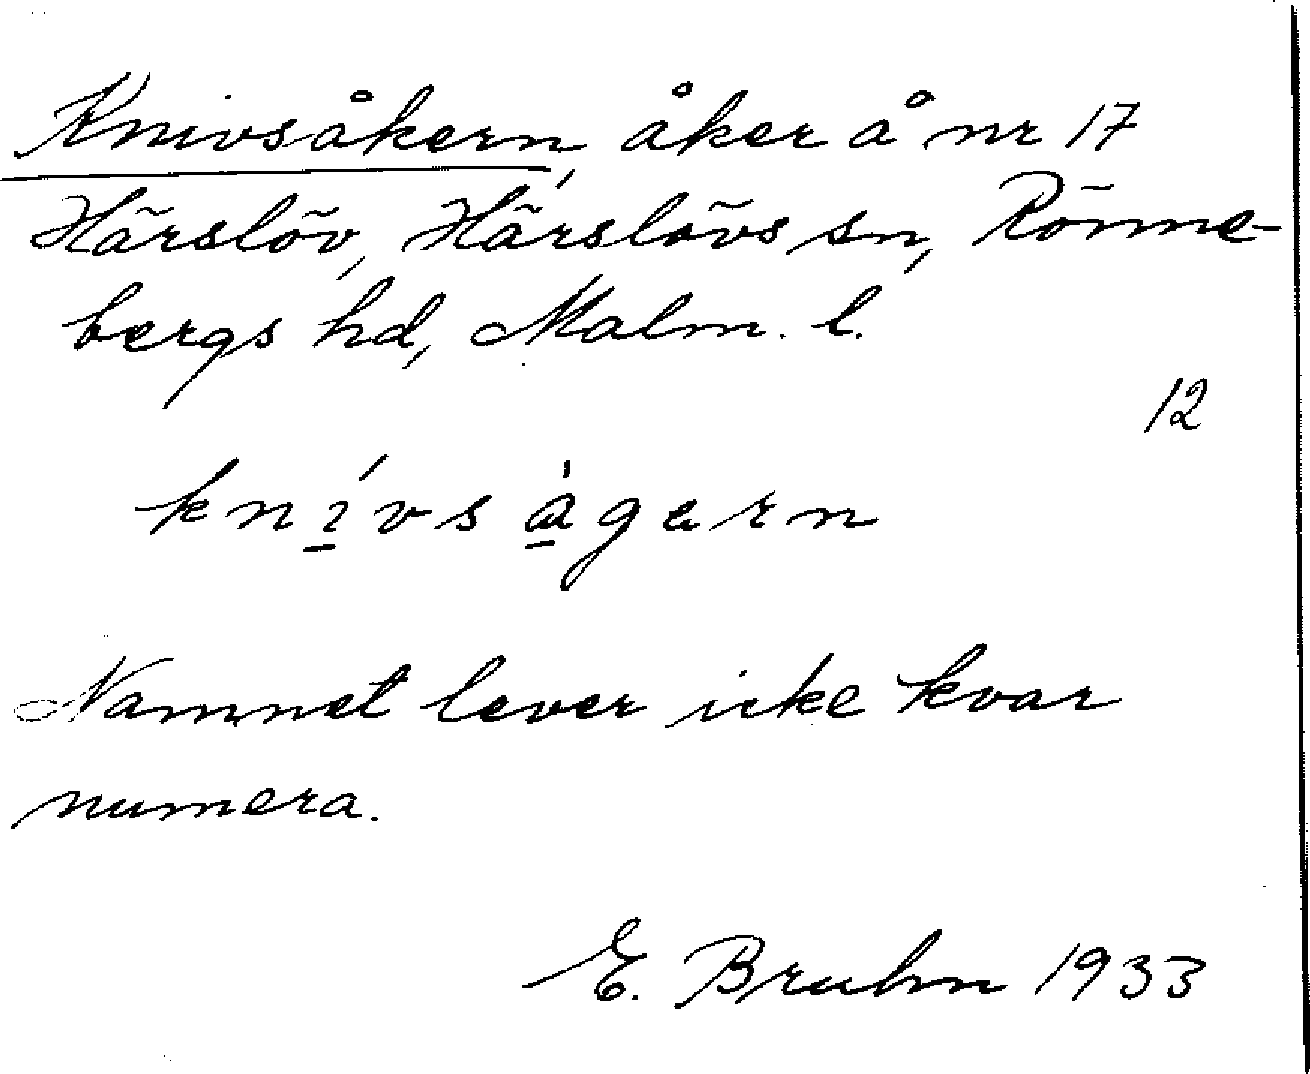 Knivsåkern, åker å nr 17
Härslöv, Härslövs sn, Rönne-
bergs hd, Malm. l.
12
Namnet lever icke kvar
numera.
E. Bruhn 1933